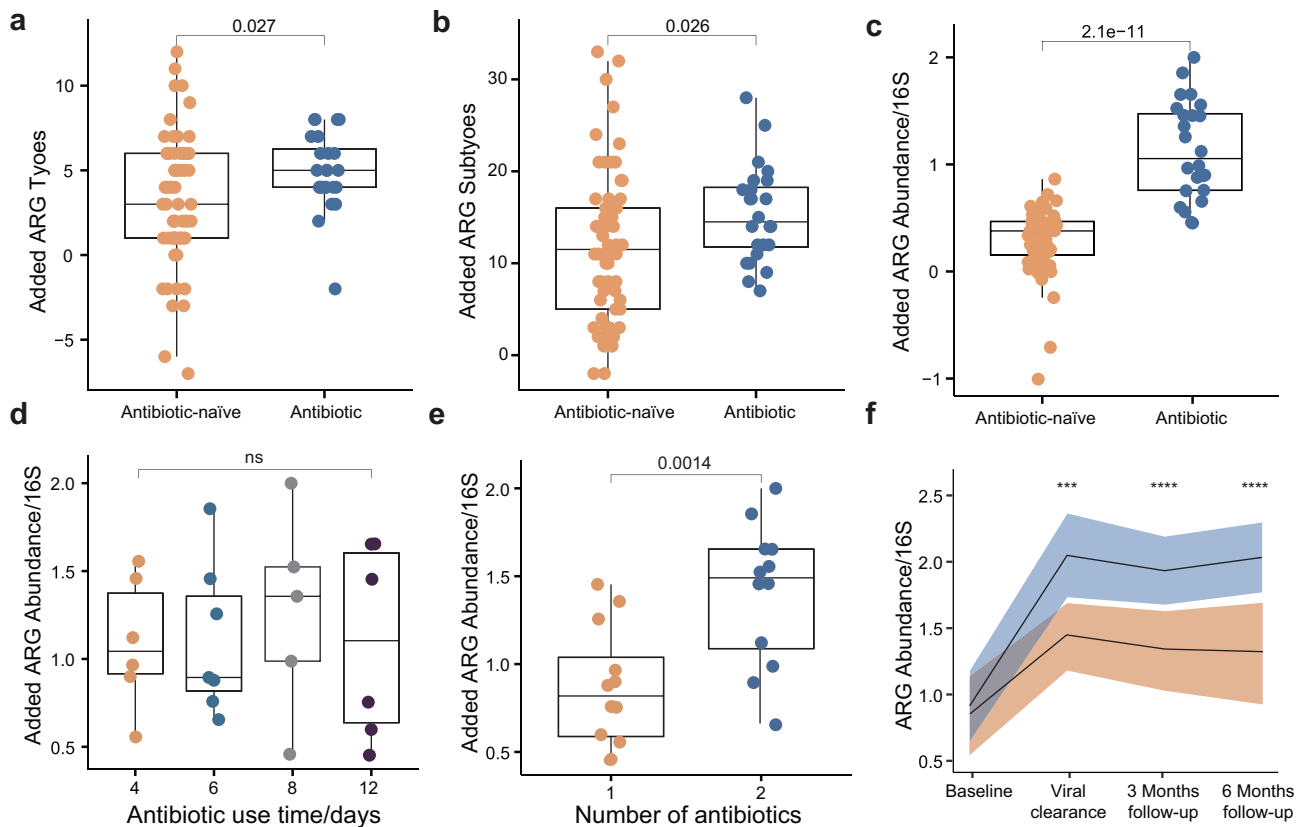 a
0.027
10
5
0
−5
Added ARG Tyoes
Antibiotic-naïve
Antibiotic
b
0.026
30
20
10
0
Added ARG Subtyoes
Antibiotic-naïve
Antibiotic
c
2.1e−11
2
1
0
−1
Added ARG Abundance/16S
Antibiotic-naïve
Antibiotic
d
ns
2.0
1.5
1.0
0.5
Added ARG Abundance/16S
4
6
8
12
Antibiotic use time/days
e
0.0014
2.0
1.5
1.0
0.5
Added ARG Abundance/16S
1
2
Number of antibiotics
f
*** **** ****
2.5
2.0
1.5
1.0
0.5
ARG Abundance/16S
Baseline
Viral
clearance
3 Months
follow-up
6 Months
follow-up